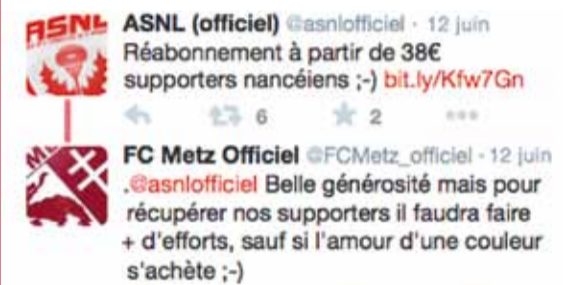 ASNL
ASNL (officiel) @asnlofficiel · 12 juin
Réabonnement à partir de 38€
supporters nancéiens ;-) bit.ly/Kfw7Gn
6 2
FC Metz Officiel @FCMetz_officiel · 12 juin
.@asnlofficiel Belle générosité mais pour
récupérer nos supporters il faudra faire
+ d'efforts, sauf si l'amour d'une couleur
s'achète ;-)